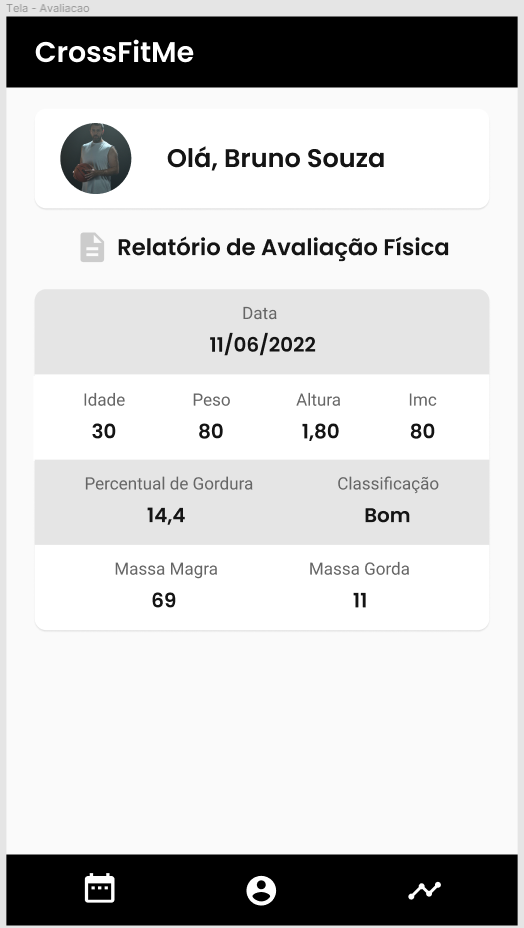 Tela - Avaliacao
CrossFitMe
Olá, Bruno Souza
Relatório de Avaliação Física
Data
11/06/2022
Idade Peso Altura Imc
30 80 1,80 80
Percentual de Gordura Classificação
14,4 Bom
Massa Magra Massa Gorda
69 11